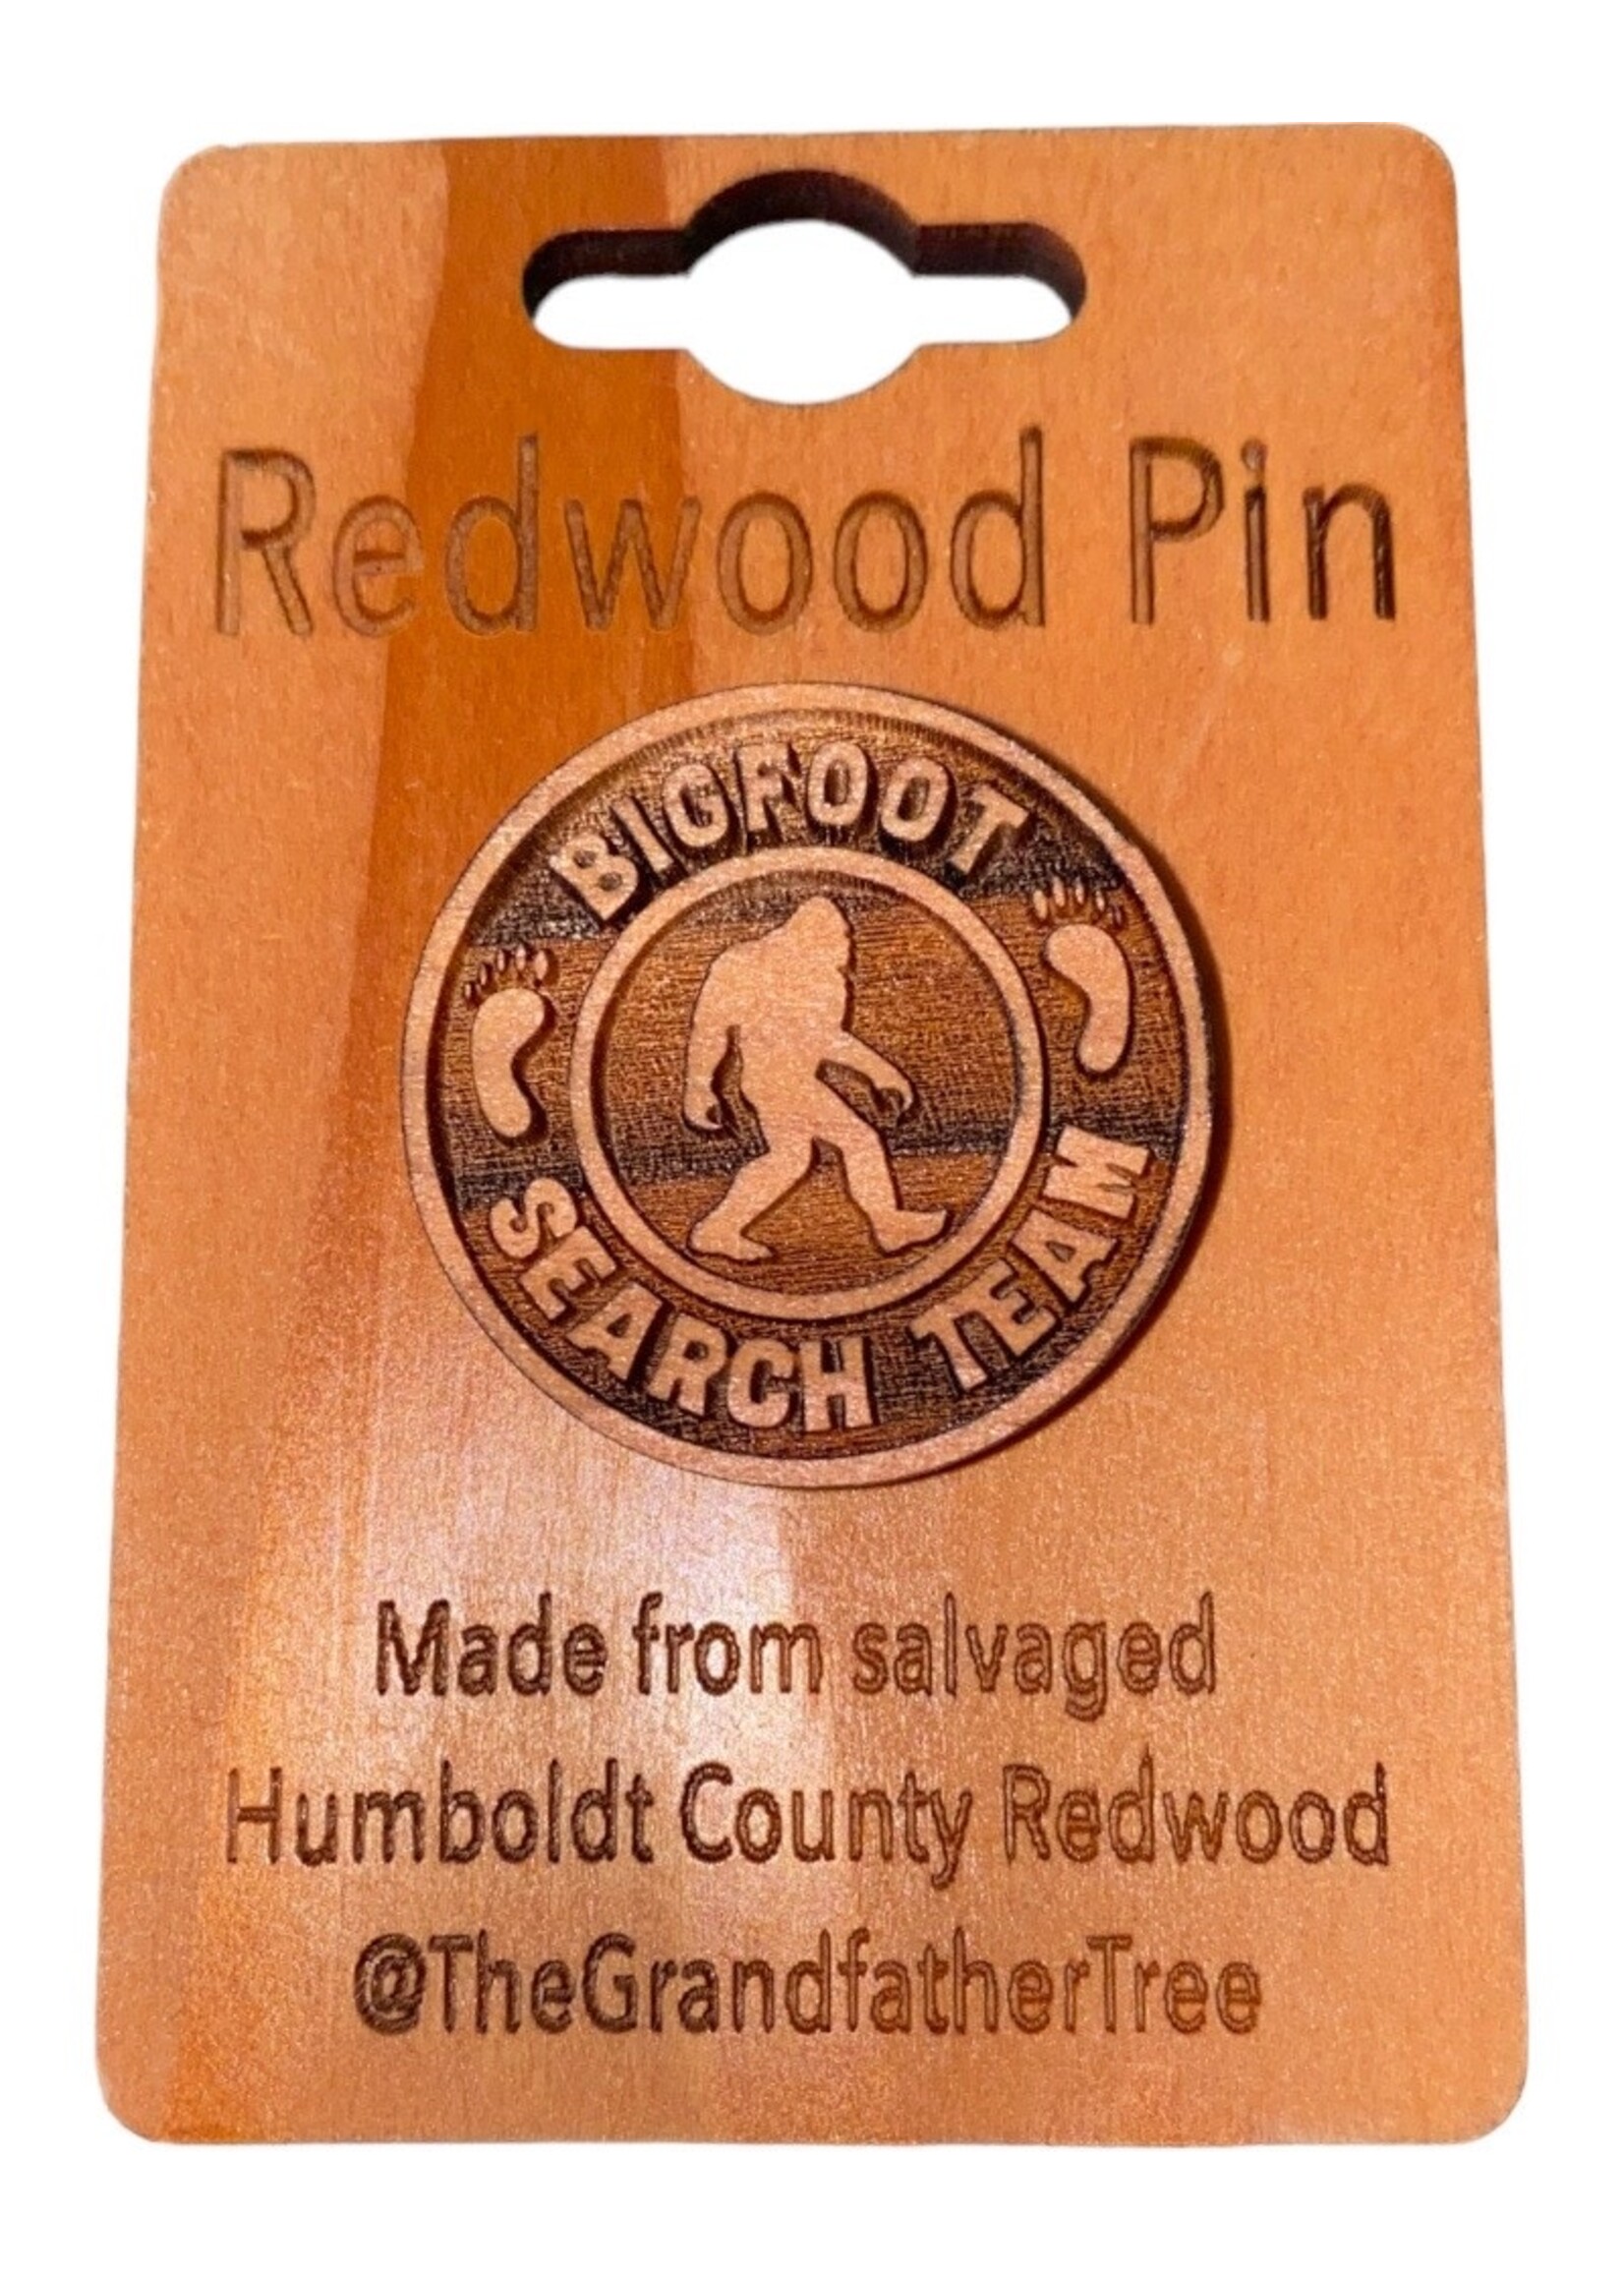 Redwood Pin
BIGFOOT
SEARCH TEAM
Made from salvaged
Humboldt County Redwood
@TheGrandfatherTree